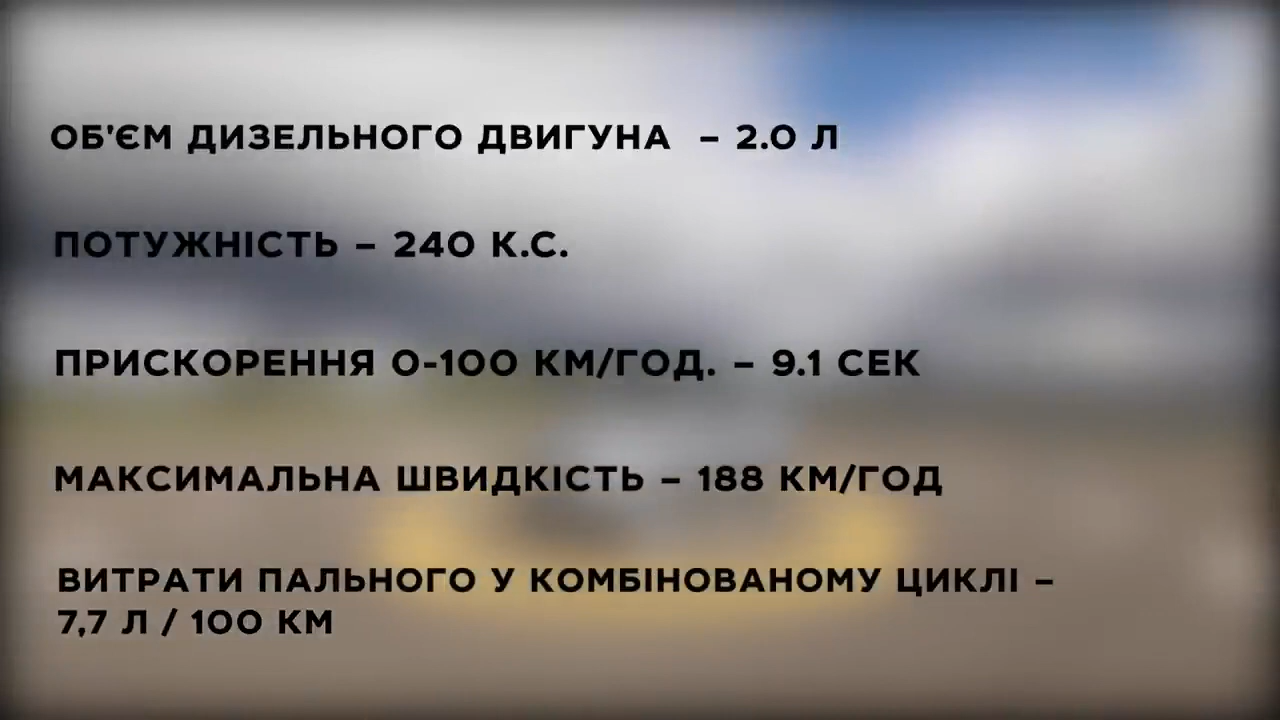 ОБ'ЄМ ДИЗЕЛЬНОГО ДВИГУНА – 2.0 Л
ПОТУЖНІСТЬ – 240 К.С.
ПРИСКОРЕННЯ 0-100 КМ/ГОД. – 9.1 СЕК
МАКСИМАЛЬНА ШВИДКІСТЬ – 188 КМ/ГОД
ВИТРАТИ ПАЛЬНОГО У КОМБІНОВАНОМУ ЦИКЛІ –
7,7 Л / 100 КМ